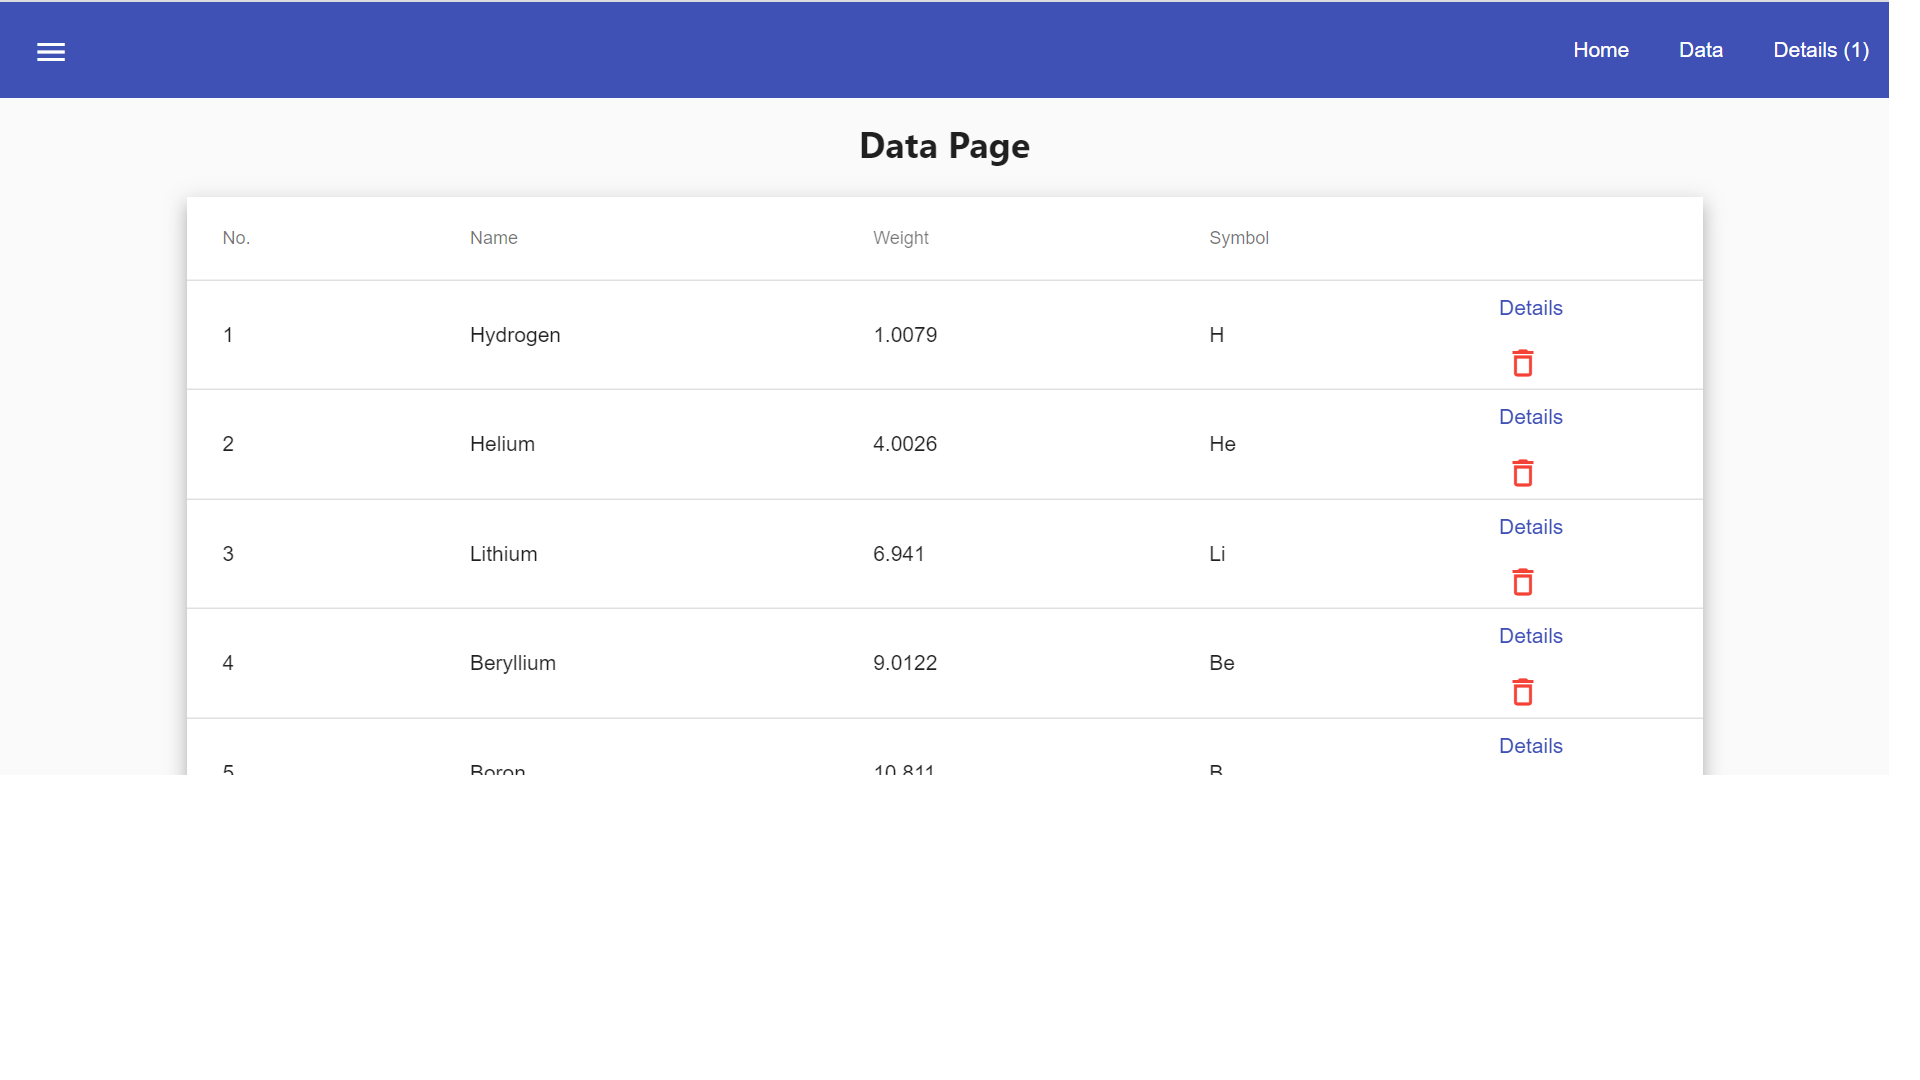 Home Data Details (1)
Data Page
No. Name Weight Symbol
Details
1 Hydrogen 1.0079 H
Details
2 Helium 4.0026 He
Details
3 Lithium 6.941 Li
Details
4 Beryllium 9.0122 Be
Details
5 Boron 10.811 B